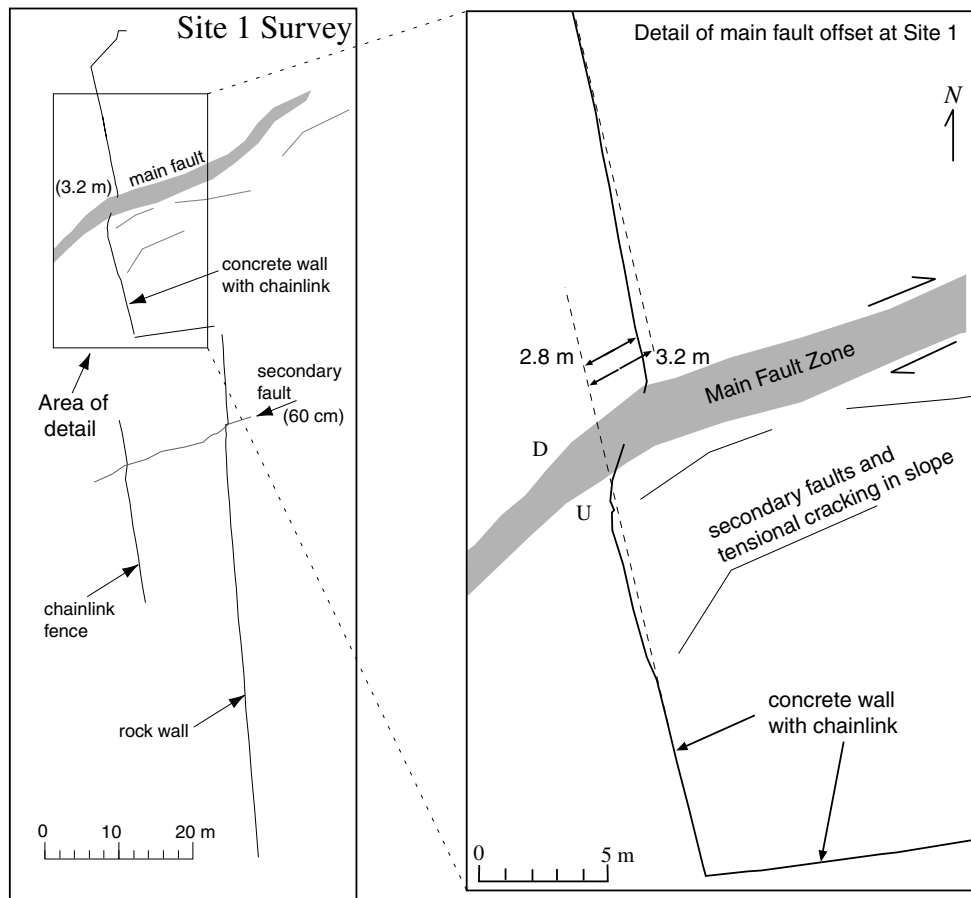 Site 1 Survey
main fault
(3.2 m)
concrete wall
with chainlink
secondary
fault
(60 cm)
Area of
detail
chainlink
fence
rock wall
0 10 20 m
Detail of main fault offset at Site 1
N
2.8 m
3.2 m
Main Fault Zone
D
U
secondary faults and
tensional cracking in slope
concrete wall
with chainlink
0 5 m